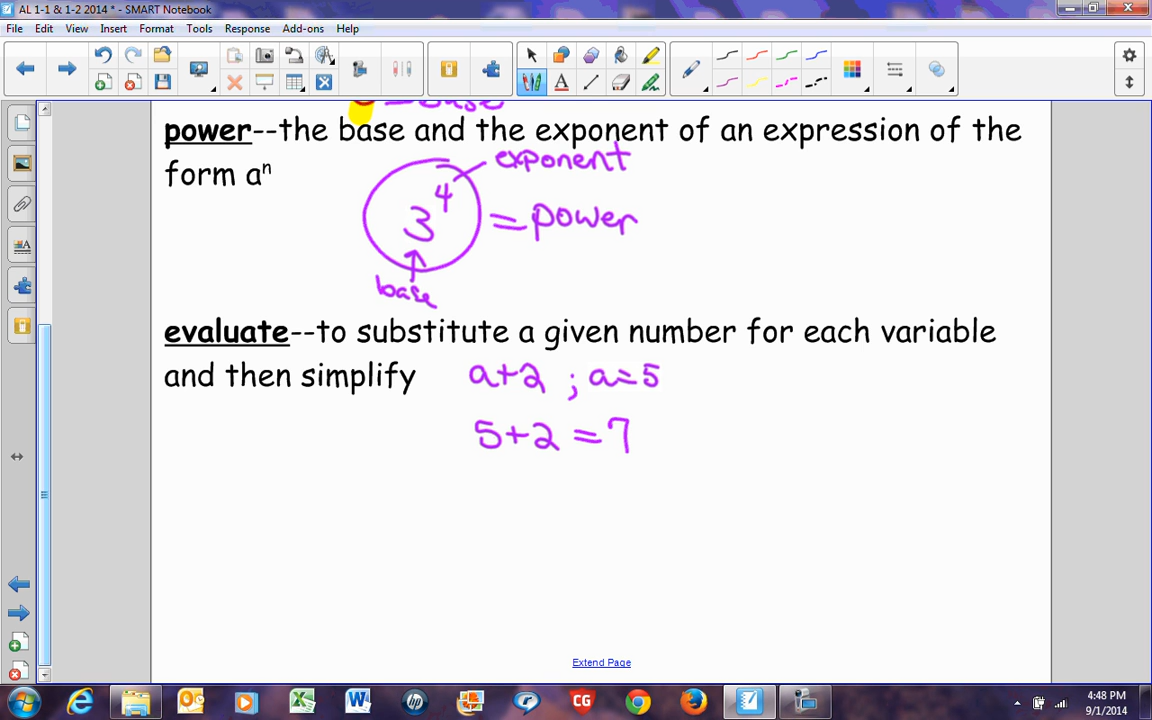 AL 1-1 & 1-2 2014 * - SMART Notebook
File Edit View Insert Format Tools Response Add-ons Help
base
power--the base and the exponent of an expression of the
form aⁿ
exponent
3⁴ = power
base
evaluate--to substitute a given number for each variable
and then simplify a+2 ; a=5
5+2 = 7
Extend Page
CG
4:48 PM
9/1/2014